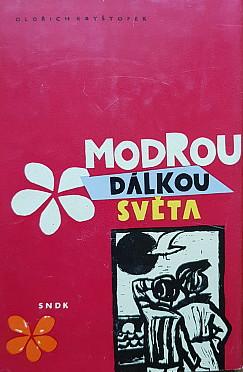 OLDŘICH KRYŠTOFEK
MODROU
DÁLKOU
SVĚTA
SNDK